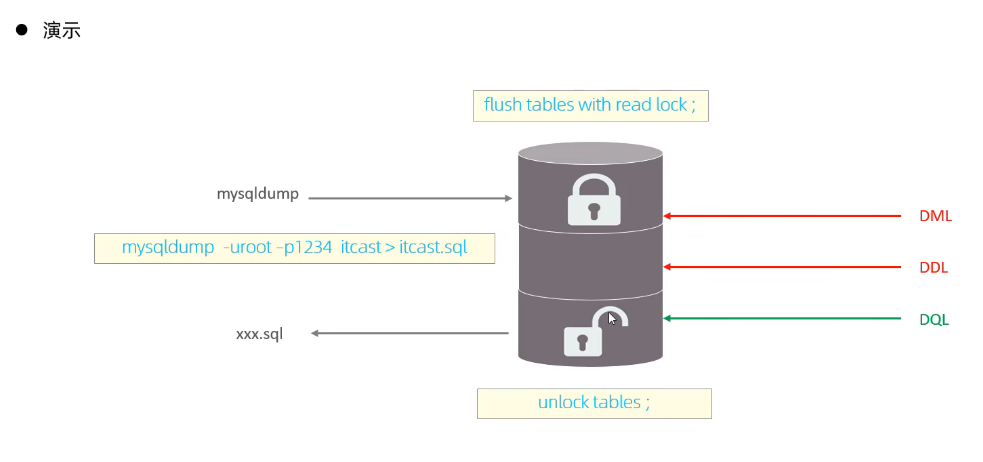 ● 演示
flush tables with read lock ;
mysqldump
DML
mysqldump -uroot –p1234 itcast > itcast.sql
DDL
xxx.sql
DQL
unlock tables ;